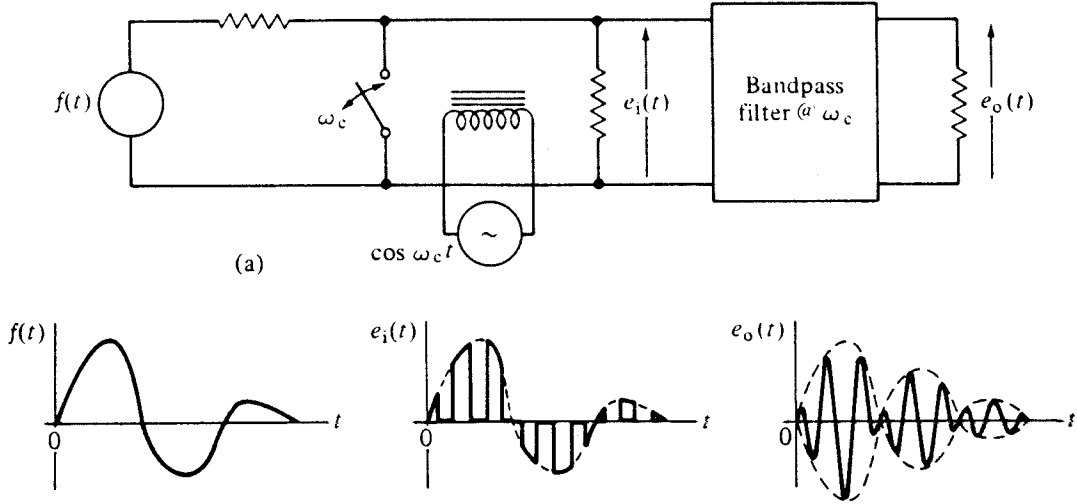 f(t)
ω_c
cos ω_c t
e_i(t)
Bandpass
filter @ ω_c
e_o(t)
(a)
f(t)
0
t
e_i(t)
0
t
e_o(t)
0
t